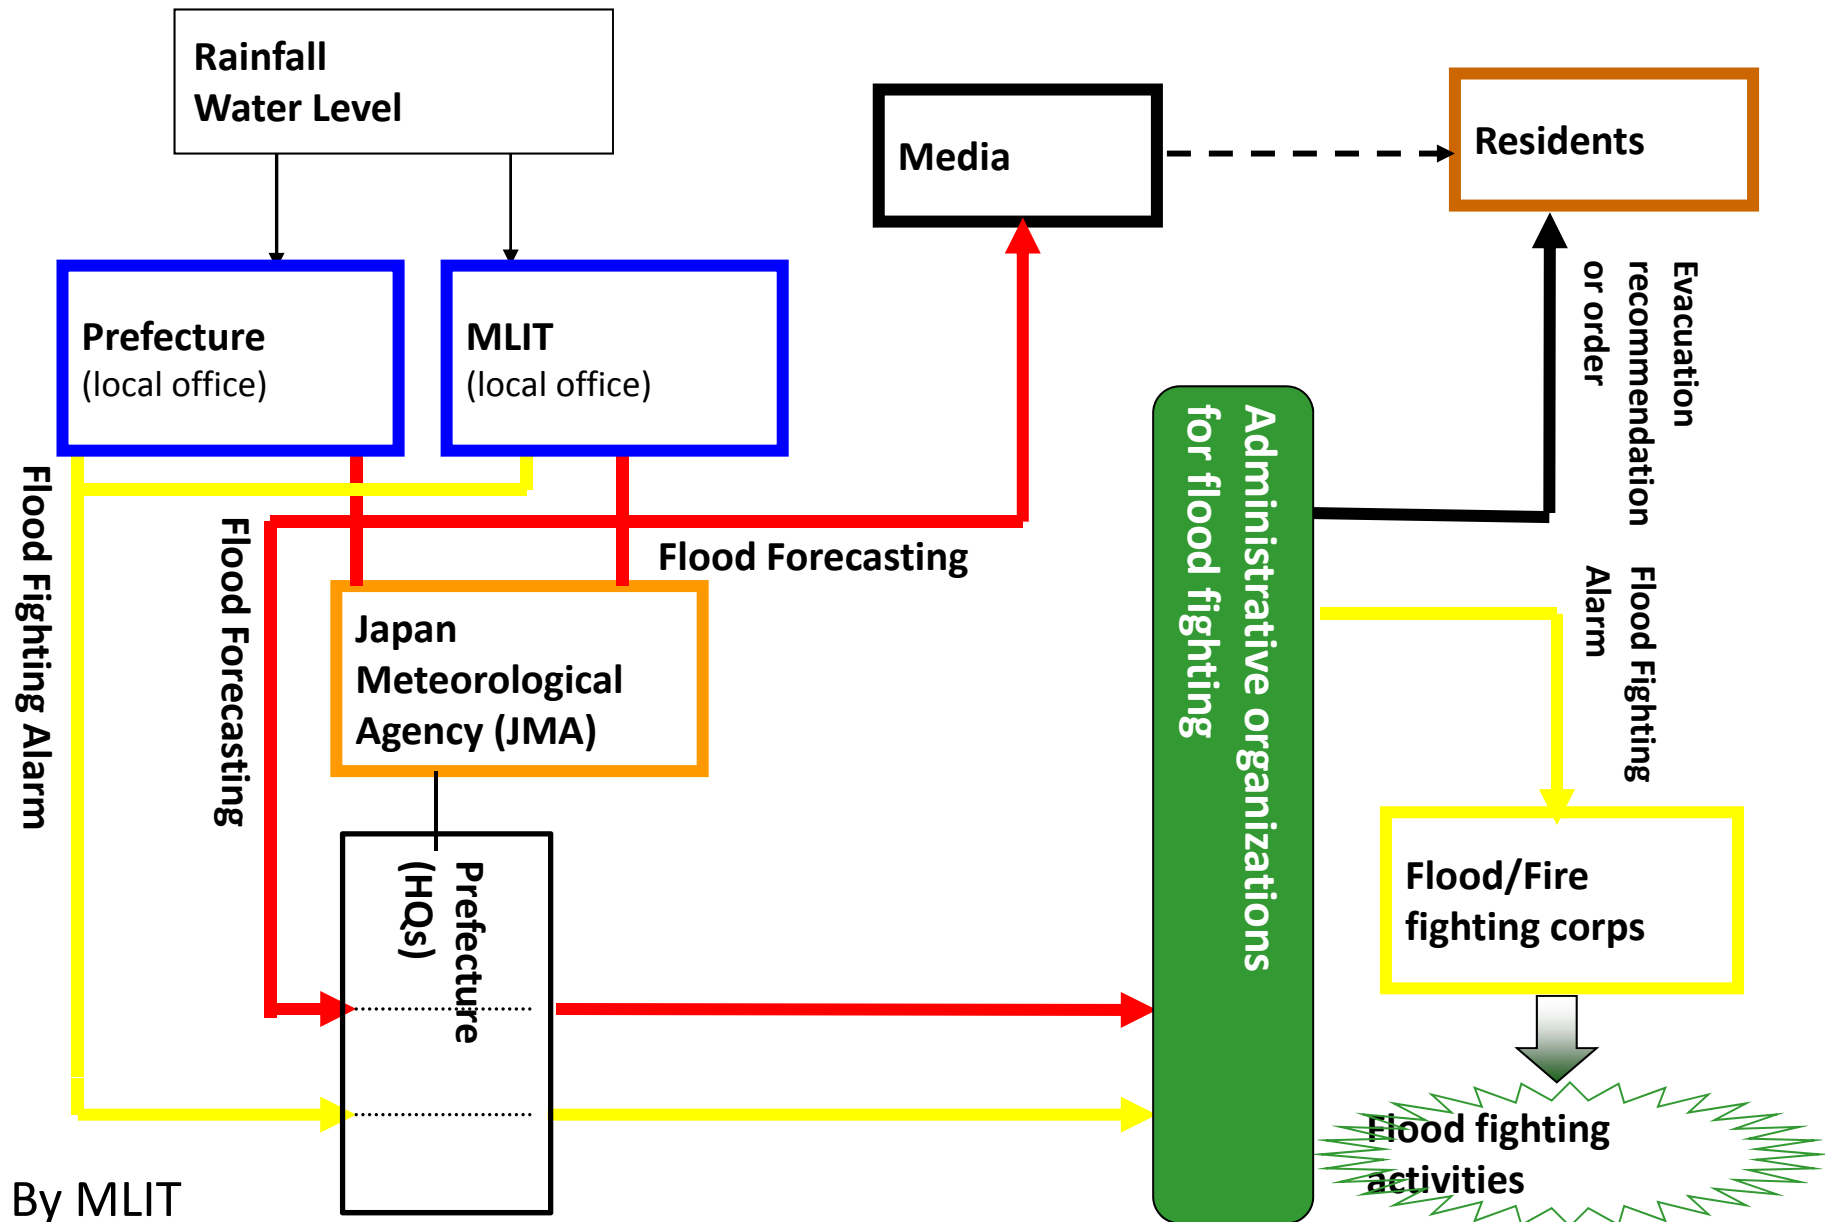 Rainfall
Water Level
Media
Residents
Prefecture
(local office)
MLIT
(local office)
Evacuation
recommendation
or order
Flood Fighting Alarm
Flood Forecasting
Flood Forecasting
Administrative organizations
for flood fighting
Flood Fighting
Alarm
Japan
Meteorological
Agency (JMA)
Prefecture
(HQs)
Flood/Fire
fighting corps
Flood fighting
activities
By MLIT